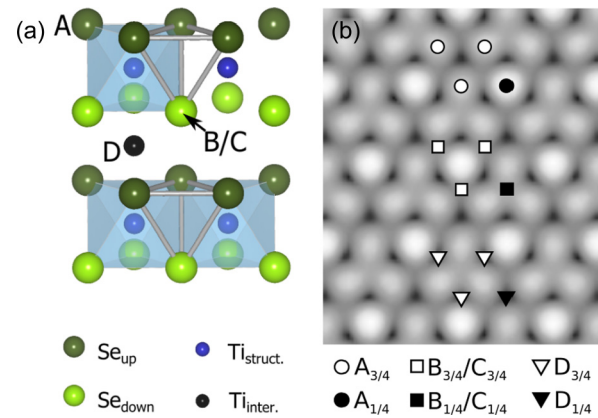 (a)
A
D
B/C
Se_up
Ti_struct.
Se_down
Ti_inter.
(b)
A_3/4
B_3/4/C_3/4
D_3/4
A_1/4
B_1/4/C_1/4
D_1/4